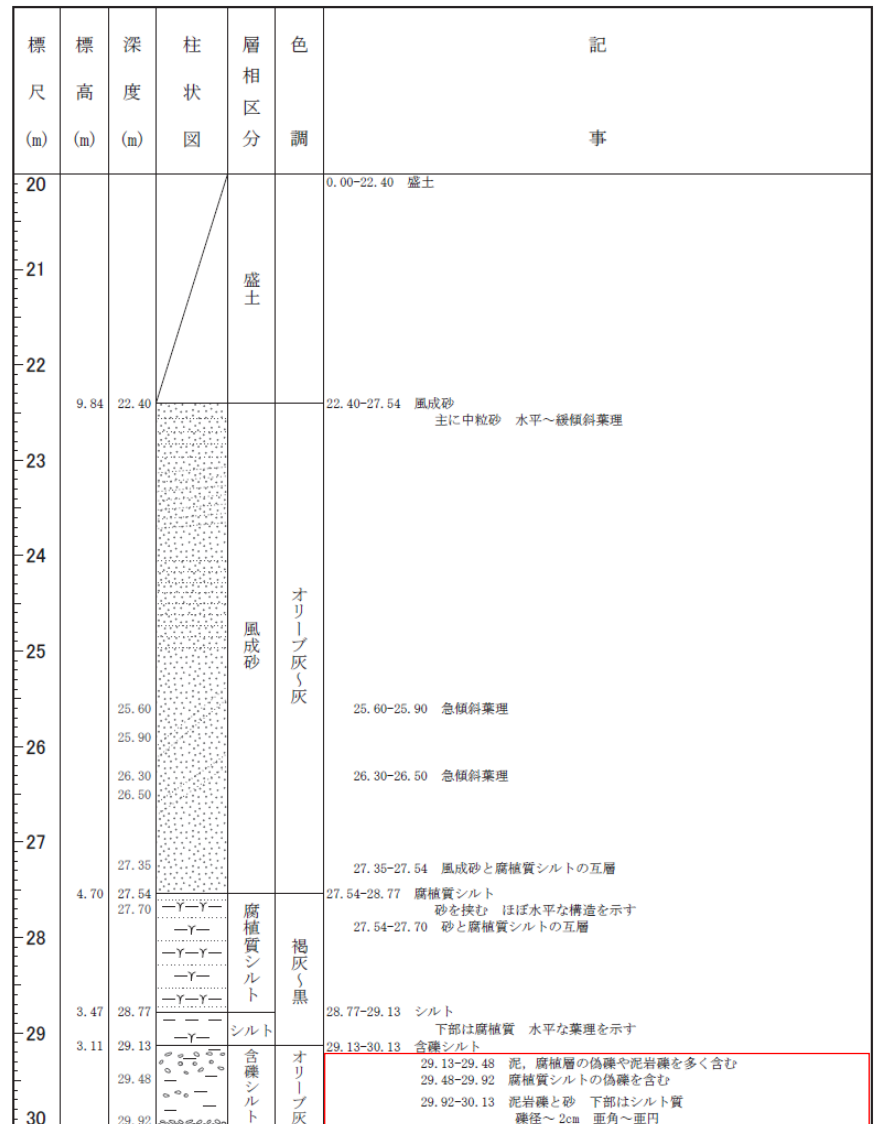 標尺(m) 標高(m) 深度(m) 柱状図 層相区分 色調 記事
20
0.00-22.40 盛土
21
盛土
22
9.84 22.40 22.40-27.54 風成砂
主に中粒砂 水平～緩傾斜葉理
23
24
オリーブ灰～灰
風成砂
25
25.60 25.60-25.90 急傾斜葉理
25.90
26
26.30 26.30-26.50 急傾斜葉理
26.50
27
27.35 27.35-27.54 風成砂と腐植質シルトの互層
4.70 27.54 27.54-28.77 腐植質シルト
27.70 砂を挟む ほぼ水平な構造を示す
腐植質シルト
27.54-27.70 砂と腐植質シルトの互層
28
褐灰～黒
3.47 28.77 28.77-29.13 シルト
29 シルト 下部は腐植質 水平な葉理を示す
3.11 29.13 29.13-30.13 含礫シルト
含礫シルト オリーブ灰
29.13-29.48 泥，腐植層の偽礫や泥岩礫を多く含む
29.48 29.48-29.92 腐植質シルトの偽礫を含む
29.92-30.13 泥岩礫と砂 下部はシルト質
30 29.92 礫径～2cm 亜角～亜円